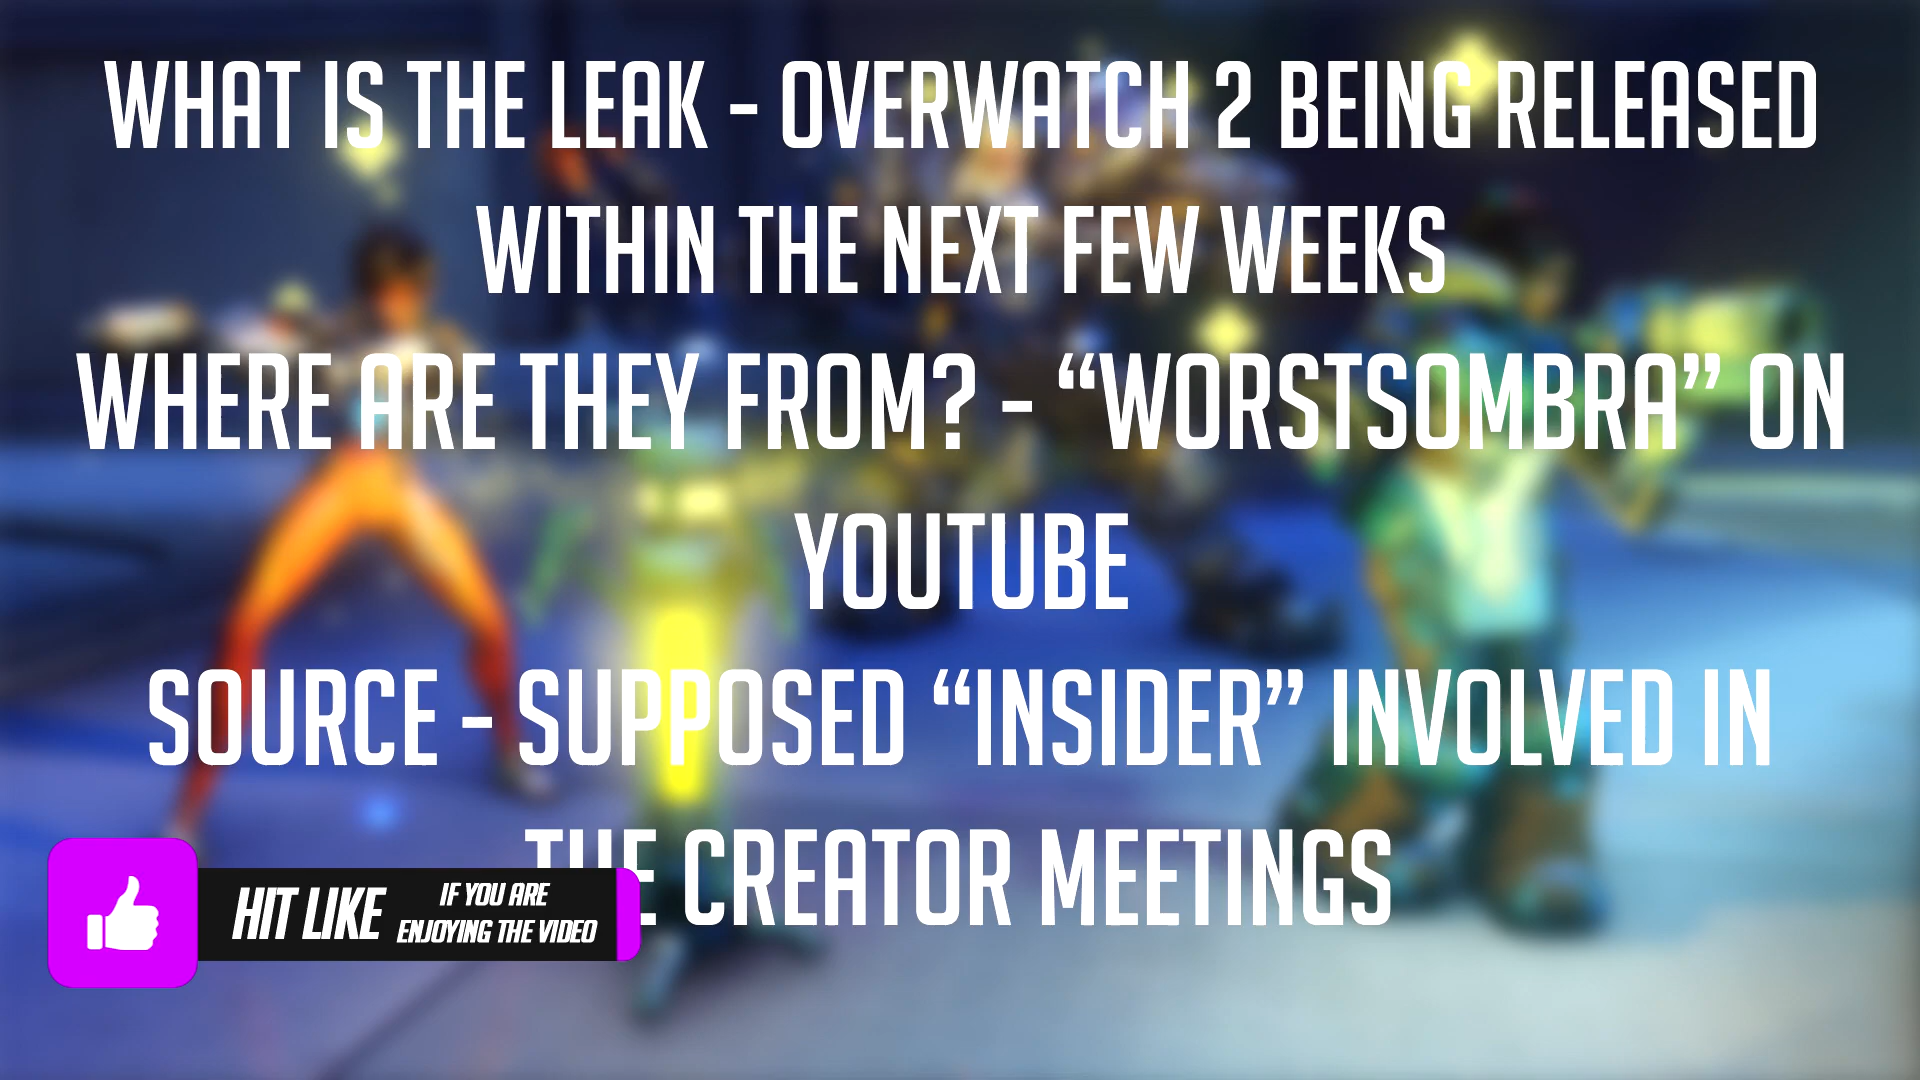 WHAT IS THE LEAK - OVERWATCH 2 BEING RELEASED
WITHIN THE NEXT FEW WEEKS
WHERE ARE THEY FROM? - “WORSTSOMBRA” ON
YOUTUBE
SOURCE - SUPPOSED “INSIDER” INVOLVED IN
THE CREATOR MEETINGS
HIT LIKE
IF YOU ARE
ENJOYING THE VIDEO